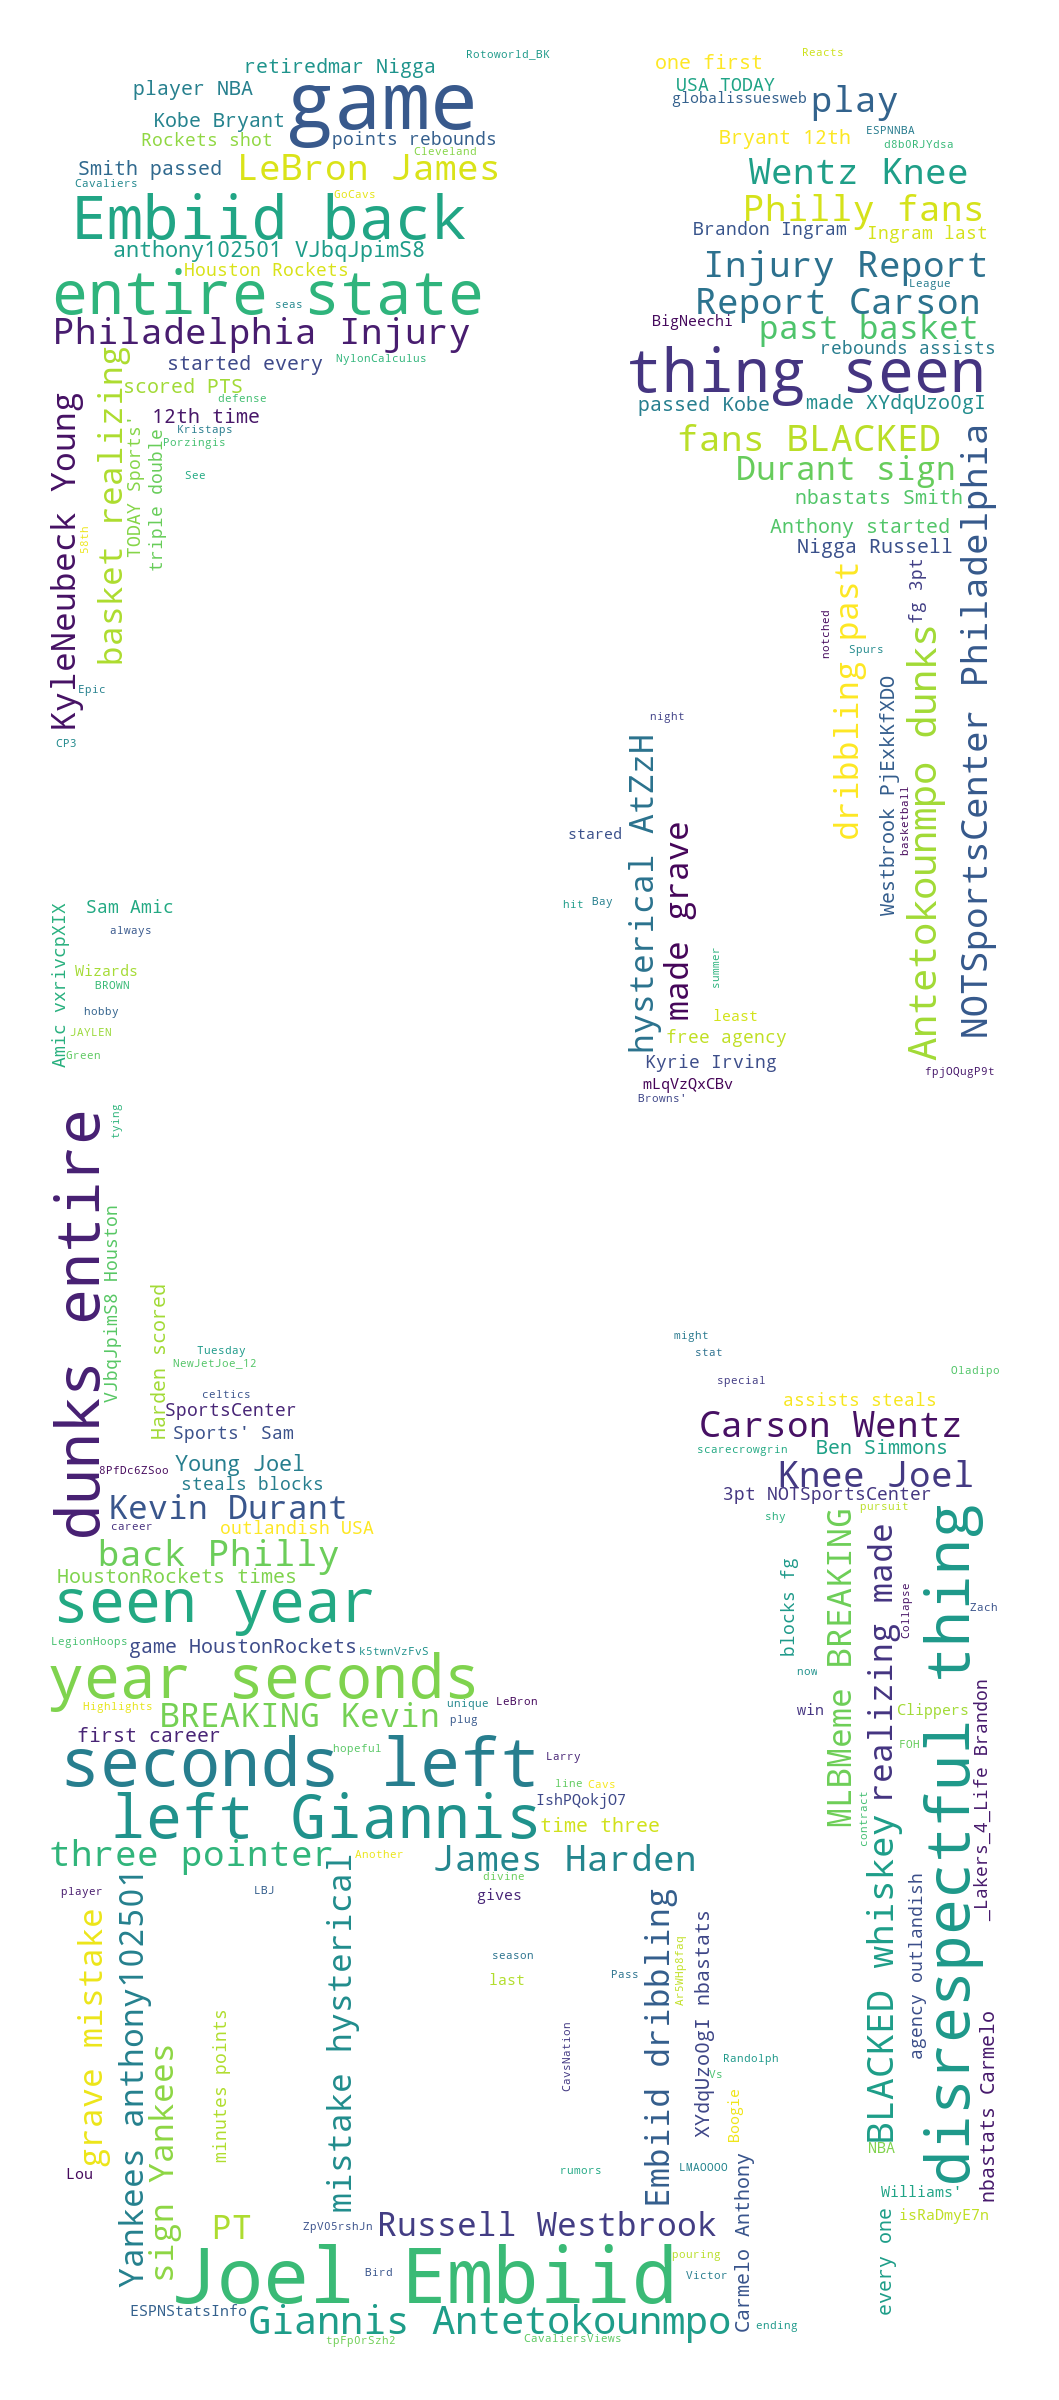 Rotoworld_BK
retiredmar Nigga
player NBA
game
Kobe Bryant
Rockets shot
points rebounds
Cleveland
Smith passed
LeBron James
Cavaliers
GoCavs
Embiid back
anthony102501 VJbqJpimS8
Houston Rockets
entire state
seas
Philadelphia Injury
started every
NylonCalculus
scored PTS
defense
12th time
Kristaps
Porzingis
See
KyleNeubeck Young
basket realizing
TODAY Sports'
triple double
58th
Epic
CP3
Reacts
one first
USA TODAY
globalissuesweb
play
Bryant 12th
ESPNNBA
d8bORJYdsa
Wentz Knee
Philly fans
Brandon Ingram
Ingram last
Injury Report
League
Report Carson
BigNeechi
past basket
rebounds assists
thing seen
passed Kobe
made XYdqUzoOgI
fans BLACKED
Durant sign
nbastats Smith
Anthony started
Nigga Russell
NOTSportsCenter Philadelphia
fg 3pt
dribbling past
notched
Spurs
Antetokounmpo dunks
Westbrook PjExkKfXDO
basketball
night
hysterical AtZzH
made grave
stared
hit
Bay
summer
least
free agency
Kyrie Irving
mLqVzQxCBv
Browns'
fpjOQugP9t
Sam Amic
Amic vxrivcpXIX
always
Wizards
BROWN
hobby
JAYLEN
Green
tying
dunks entire
VJbqJpimS8 Houston
Harden scored
Tuesday
NewJetJoe_12
celtics
SportsCenter
Sports' Sam
Young Joel
8PfDc6ZSoo
steals blocks
Kevin Durant
career
outlandish USA
back Philly
HoustonRockets times
seen year
LegionHoops
game HoustonRockets
k5twnVzFvS
year seconds
Highlights
BREAKING Kevin
unique
LeBron
plug
first career
seconds left
hopeful
Larry
line
Cavs
IshPQokjO7
left Giannis
time three
three pointer
Another
James Harden
divine
player
LBJ
gives
might
stat
special
Oladipo
assists steals
Carson Wentz
scarecrowgrin
Ben Simmons
Knee Joel
3pt NOTSportsCenter
pursuit
shy
disrespectful thing
MLBMeme BREAKING
BLACKED whiskey realizing made
blocks fg
Collapse
Zach
now
win
Clippers
FOH
_Lakers_4_Life Brandon
contract
agency outlandish
grave mistake
Yankees anthony102501
mistake hysterical
sign Yankees
minutes points
season
last
Pass
Embiid dribbling
Ar5WHp8faq
XYdqUzoOgI nbastats
CavsNation
Randolph
Vs
Boogie
nbastats Carmelo
NBA
Lou
rumors
LMAOOOO
Williams'
isRaDmyE7n
every one
Carmelo Anthony
PT
ZpVO5rshJn
Russell Westbrook
pouring
Joel Embiid
Bird
Victor
ESPNStatsInfo
Giannis Antetokounmpo
ending
tpFpOrSzh2
CavaliersViews